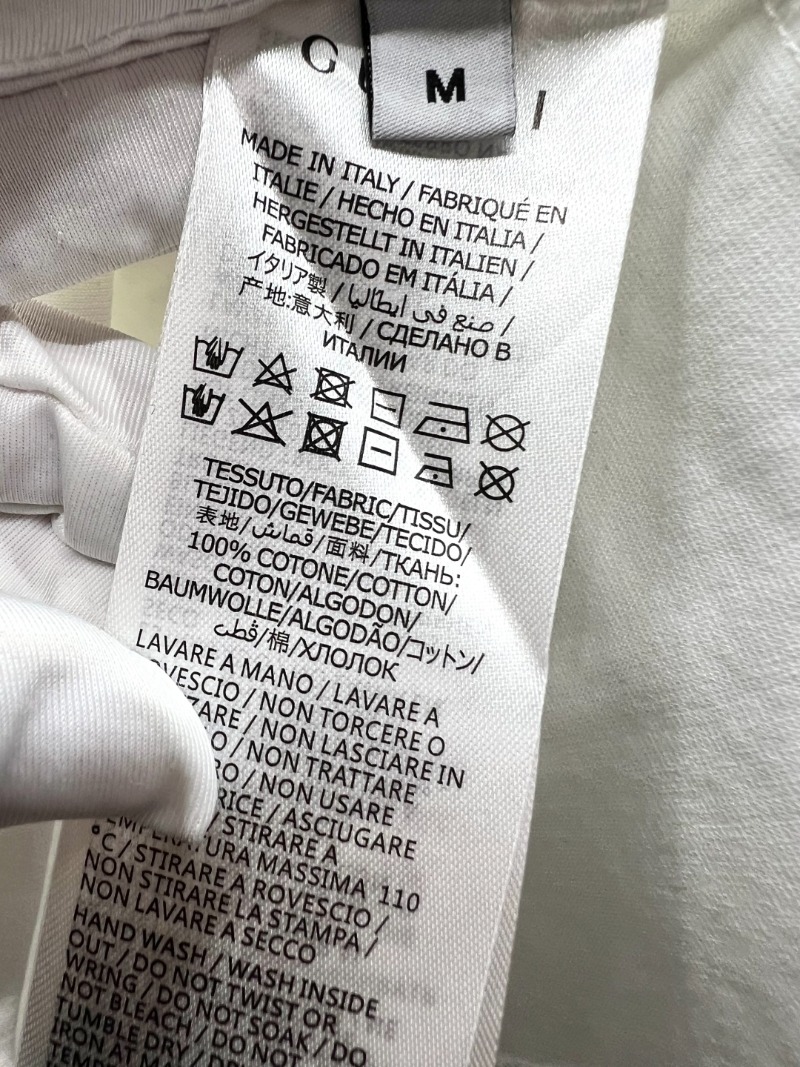 M
MADE IN ITALY / FABRIQUÉ EN
ITALIE / HECHO EN ITALIA /
HERGESTELLT IN ITALIEN /
FABRICADO EM ITÁLIA /
イタリア製 / صنع في ايطاليا /
产地:意大利 / СДЕЛАНО В
ИТАЛИИ
TESSUTO/FABRIC/TISSU/
TEJIDO/GEWEBE/TECIDO/
表地/قماش/面料/ТКАНЬ:
100% COTONE/COTTON/
COTON/ALGODON/
BAUMWOLLE/ALGODÃO/コットン/
قطن/棉/ХЛОПОК
LAVARE A MANO / LAVARE A
ROVESCIO / NON TORCERE O
/ NON LASCIARE IN
/ NON TRATTARE
/ NON USARE
/ ASCIUGARE
/ STIRARE A
TEMPERATURA MASSIMA 110
°C / STIRARE A ROVESCIO /
NON STIRARE LA STAMPA /
NON LAVARE A SECCO
HAND WASH / WASH INSIDE
OUT / DO NOT TWIST OR
WRING / DO NOT SOAK / DO
NOT BLEACH / DO NOT
TUMBLE DRY /
IRON AT